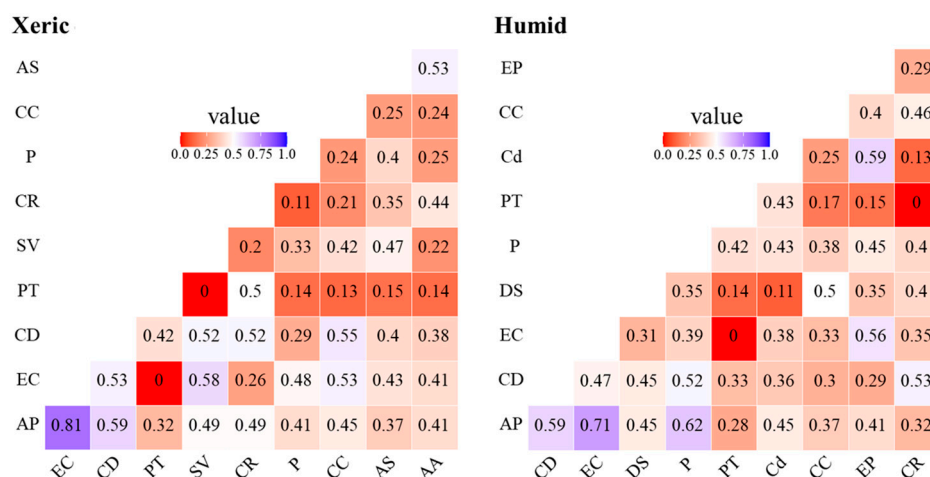 Xeric
AS 0.53
CC 0.25 0.24
P 0.24 0.4 0.25
CR 0.11 0.21 0.35 0.44
SV 0.2 0.33 0.42 0.47 0.22
PT 0 0.5 0.14 0.13 0.15 0.14
CD 0.42 0.52 0.52 0.29 0.55 0.4 0.38
EC 0.53 0 0.58 0.26 0.48 0.53 0.43 0.41
AP 0.81 0.59 0.32 0.49 0.49 0.41 0.45 0.37 0.41
EC CD PT SV CR P CC AS AA
value
0.0 0.25 0.5 0.75 1.0
Humid
EP 0.29
CC 0.4 0.46
Cd 0.25 0.59 0.13
PT 0.43 0.17 0.15 0
P 0.42 0.43 0.38 0.45 0.4
DS 0.35 0.14 0.11 0.5 0.35 0.4
EC 0.31 0.39 0 0.38 0.33 0.56 0.35
CD 0.47 0.45 0.52 0.33 0.36 0.3 0.29 0.53
AP 0.59 0.71 0.45 0.62 0.28 0.45 0.37 0.41 0.32
CD EC DS P PT Cd CC EP CR
value
0.0 0.25 0.5 0.75 1.0